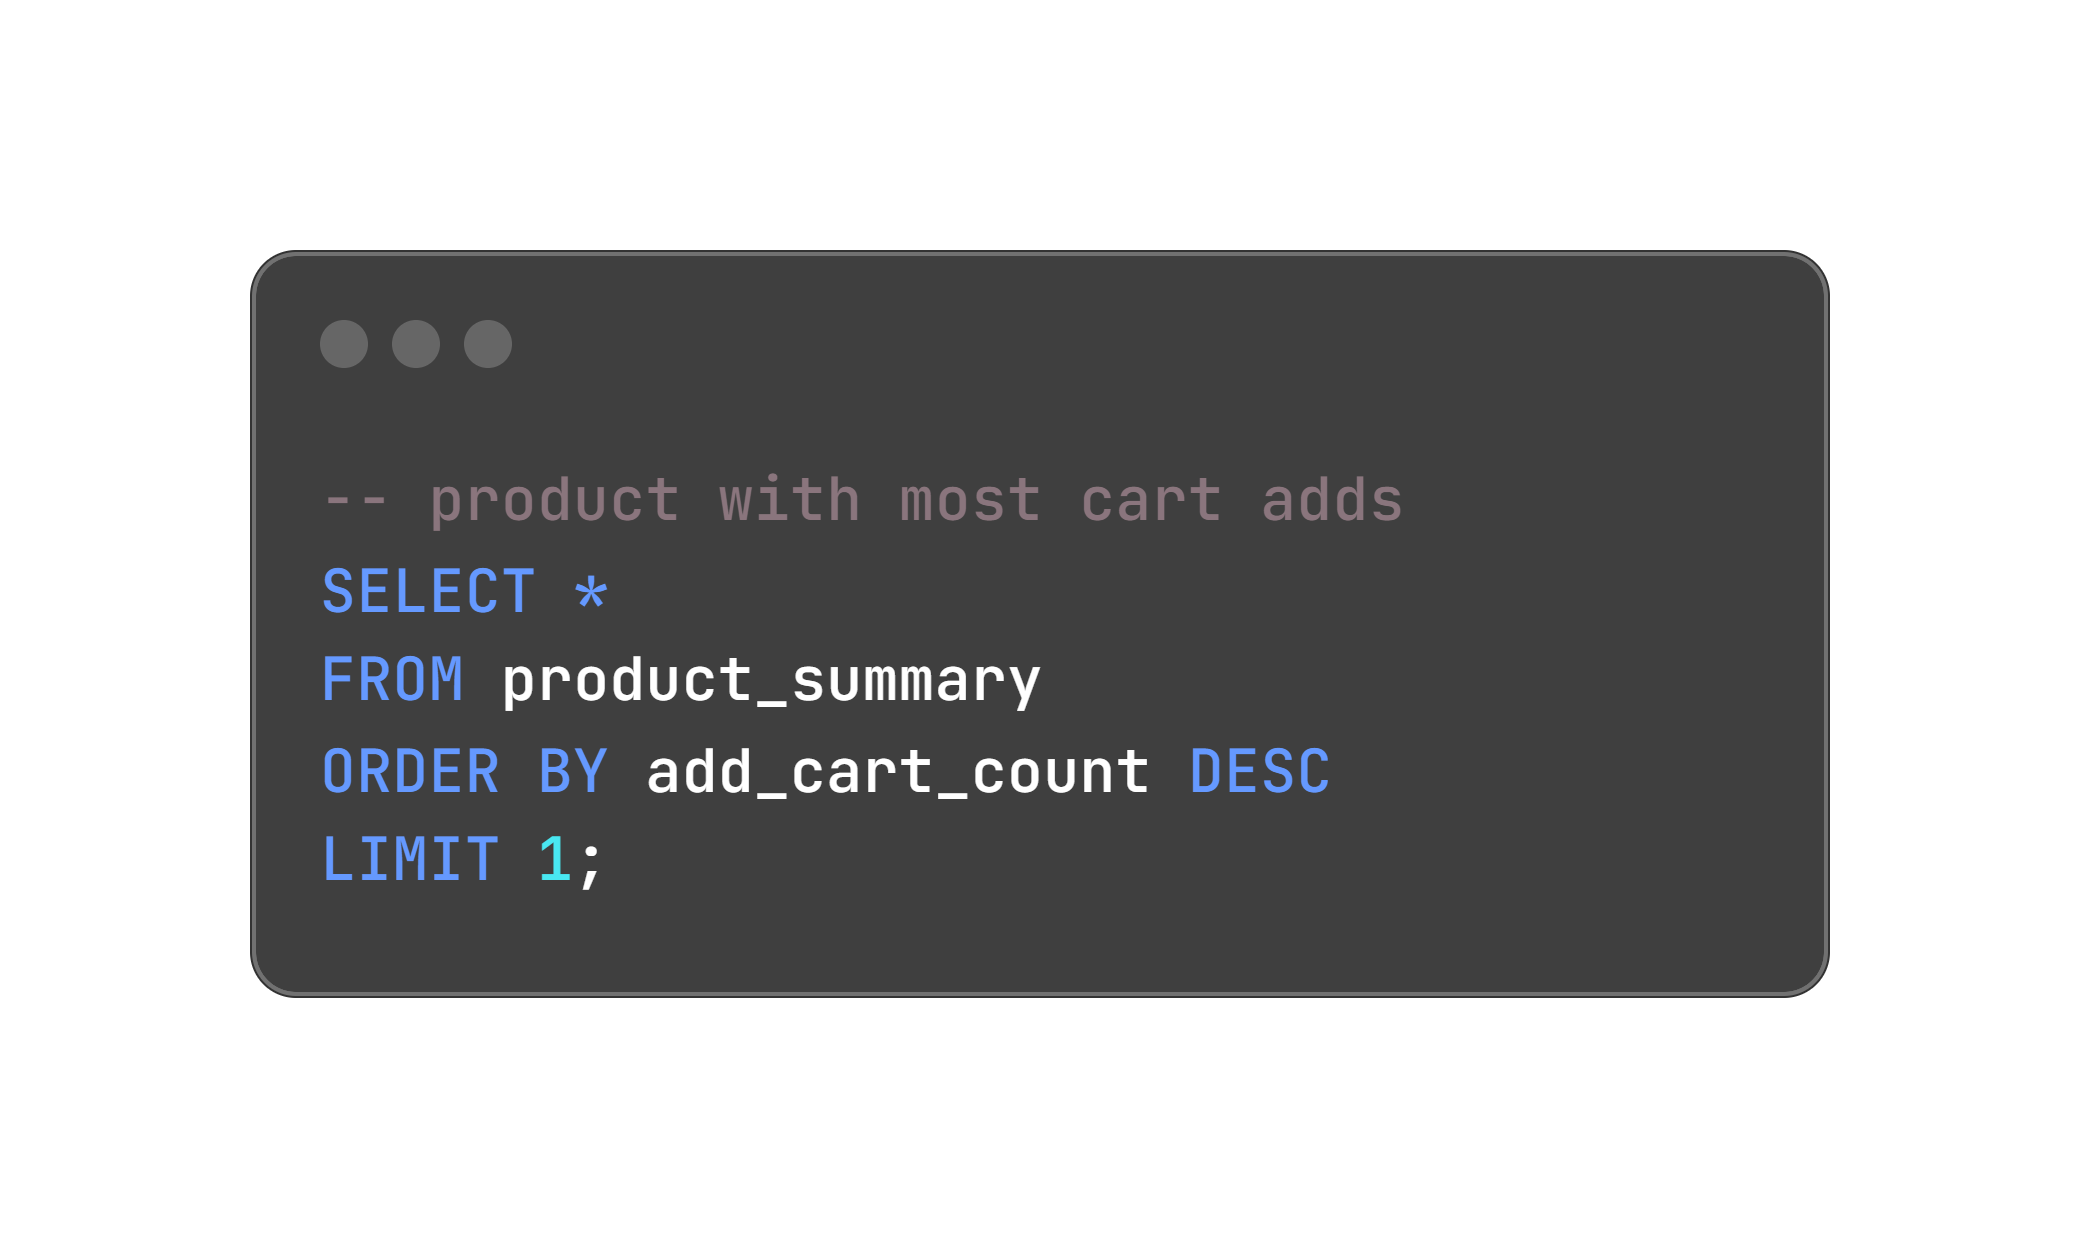 -- product with most cart adds
SELECT *
FROM product_summary
ORDER BY add_cart_count DESC
LIMIT 1;